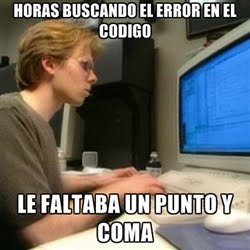 HORAS BUSCANDO EL ERROR EN EL
CODIGO
LE FALTABA UN PUNTO Y
COMA